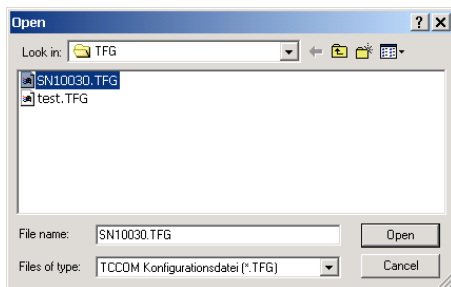 Open
Look in: TFG
SN10030.TFG
test.TFG
File name: SN10030.TFG Open
Files of type: TCCOM Konfigurationsdatei (*.TFG) Cancel